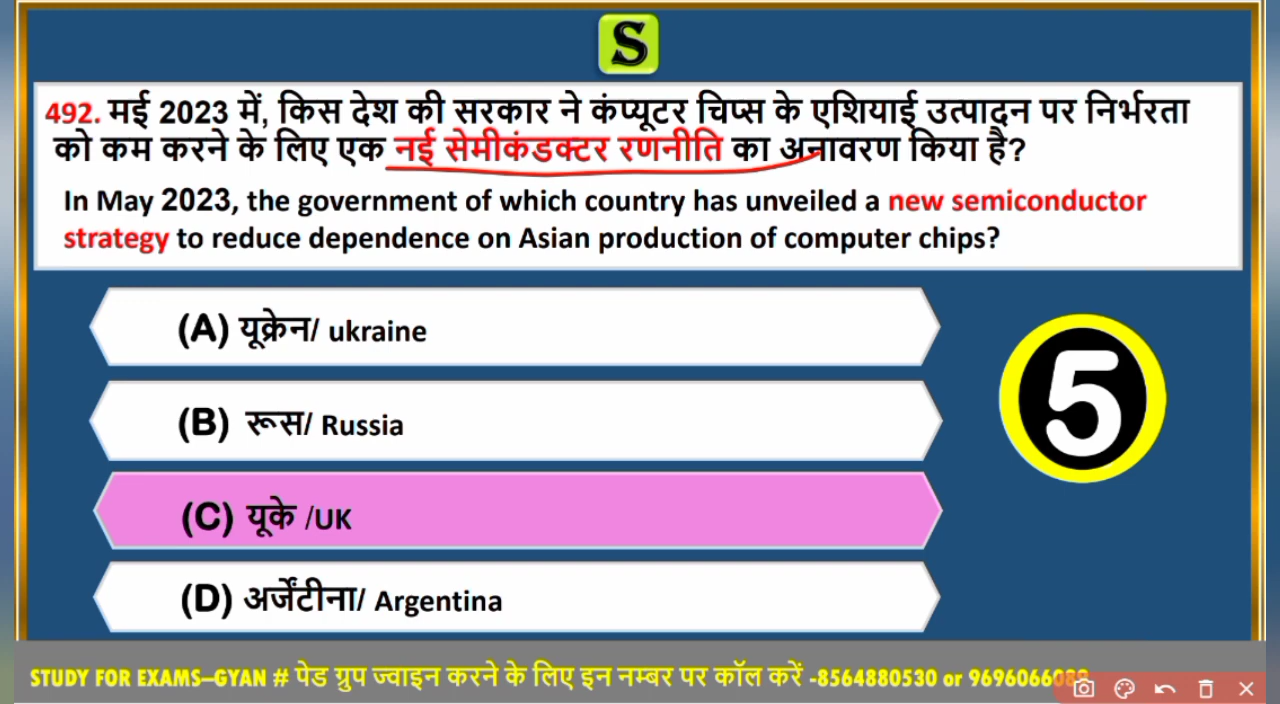 S
492. मई 2023 में, किस देश की सरकार ने कंप्यूटर चिप्स के एशियाई उत्पादन पर निर्भरता
को कम करने के लिए एक नई सेमीकंडक्टर रणनीति का अनावरण किया है?
In May 2023, the government of which country has unveiled a new semiconductor
strategy to reduce dependence on Asian production of computer chips?
(A) यूक्रेन/ ukraine
(B) रूस/ Russia
(C) यूके /UK
(D) अर्जेंटीना/ Argentina
5
STUDY FOR EXAMS–GYAN # पेड ग्रुप ज्वाइन करने के लिए इन नम्बर पर कॉल करें -8564880530 or